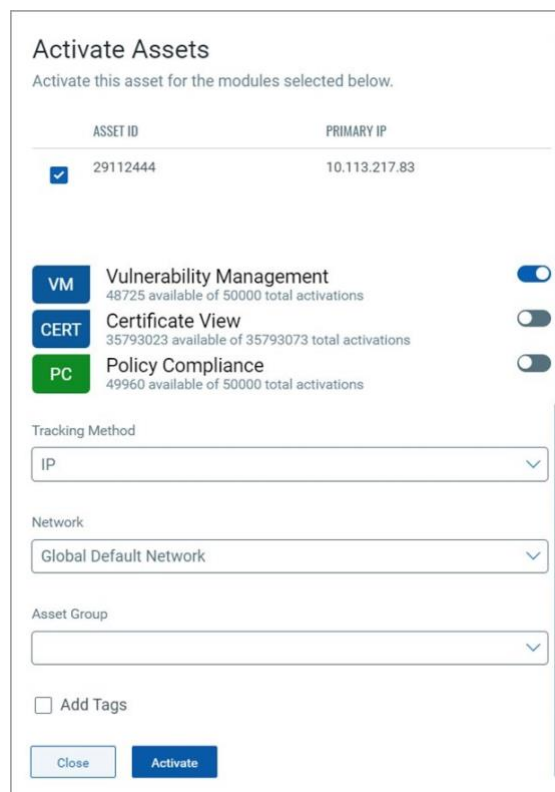 Activate Assets
Activate this asset for the modules selected below.
ASSET ID PRIMARY IP
29112444 10.113.217.83
VM Vulnerability Management
48725 available of 50000 total activations
CERT Certificate View
35793023 available of 35793073 total activations
PC Policy Compliance
49960 available of 50000 total activations
Tracking Method
IP
Network
Global Default Network
Asset Group
Add Tags
Close Activate